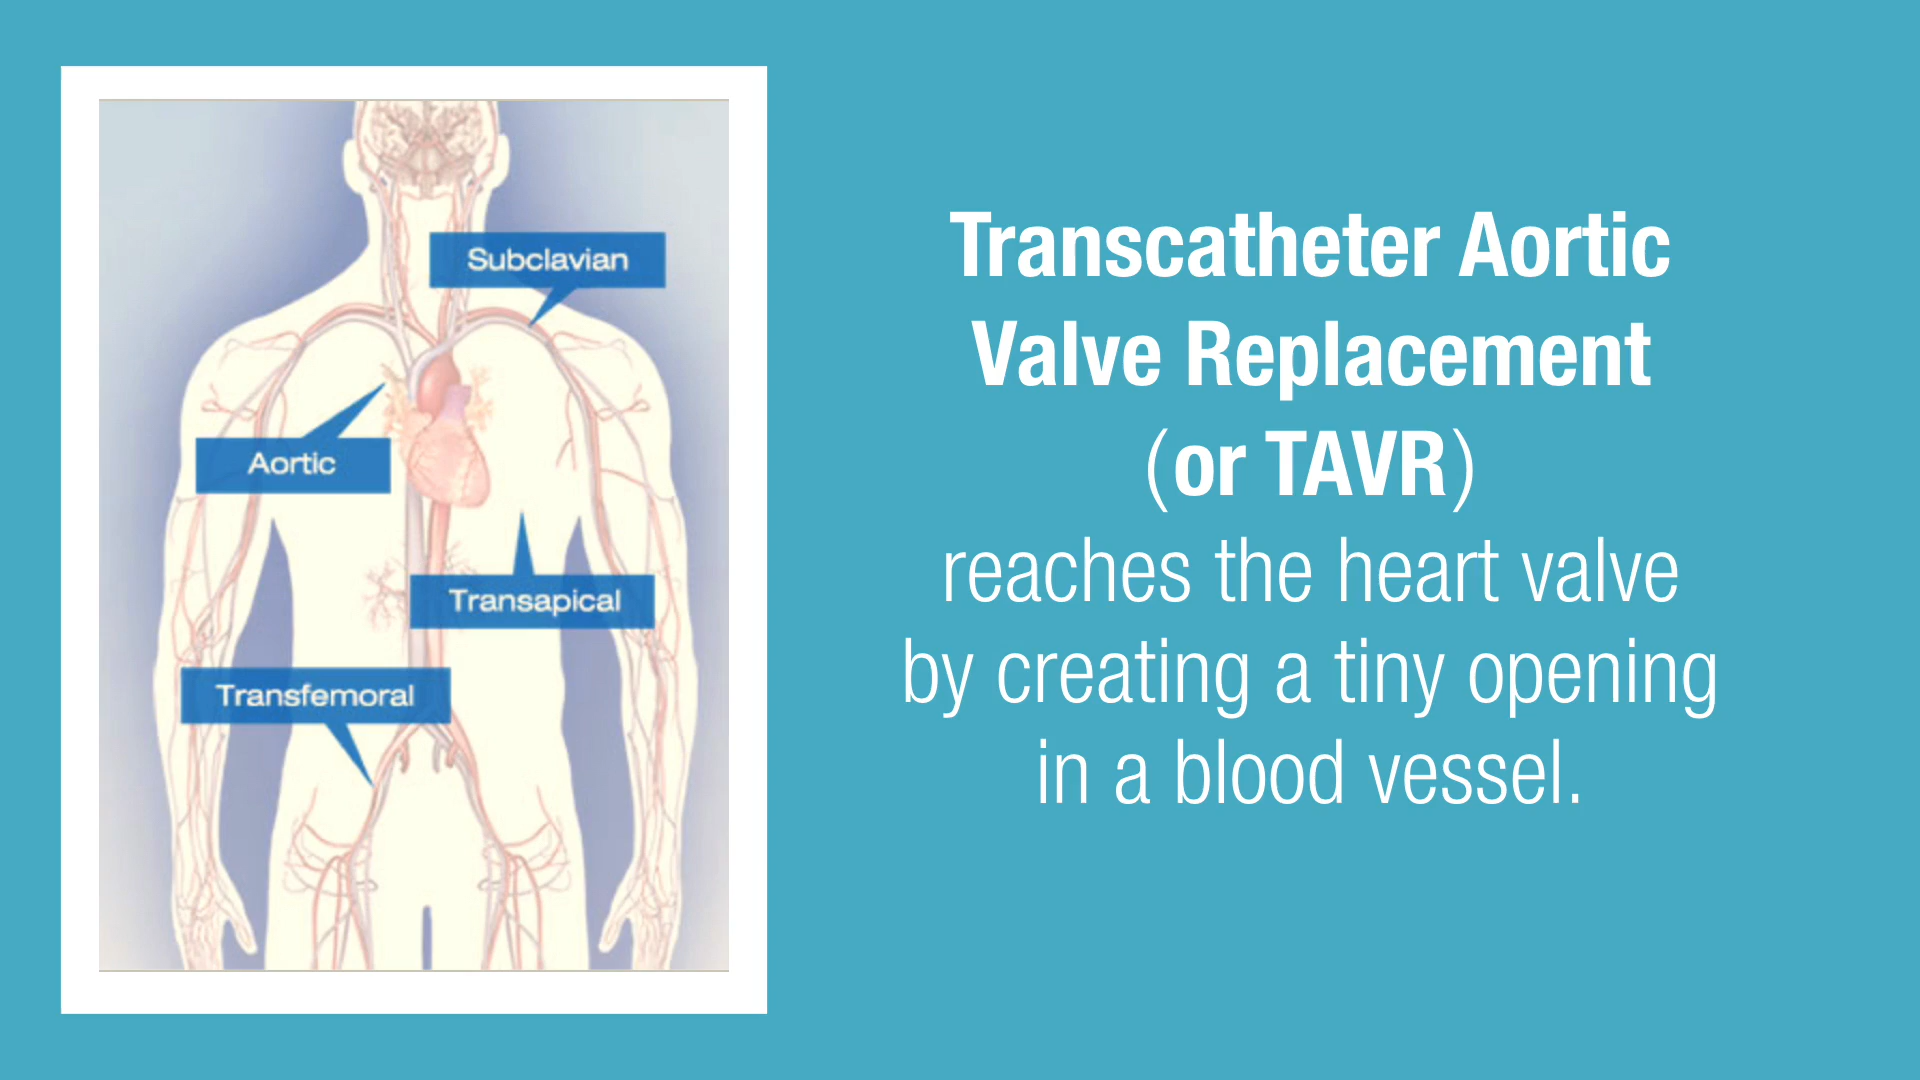 Subclavian
Aortic
Transapical
Transfemoral
Transcatheter Aortic
Valve Replacement
(or TAVR)
reaches the heart valve
by creating a tiny opening
in a blood vessel.